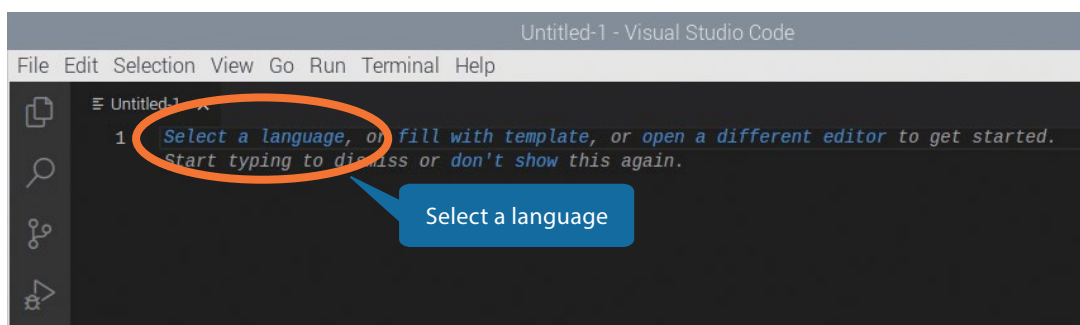 Untitled-1 - Visual Studio Code
File Edit Selection View Go Run Terminal Help
Untitled-1
1 Select a language, or fill with template, or open a different editor to get started.
Start typing to dismiss or don't show this again.
Select a language